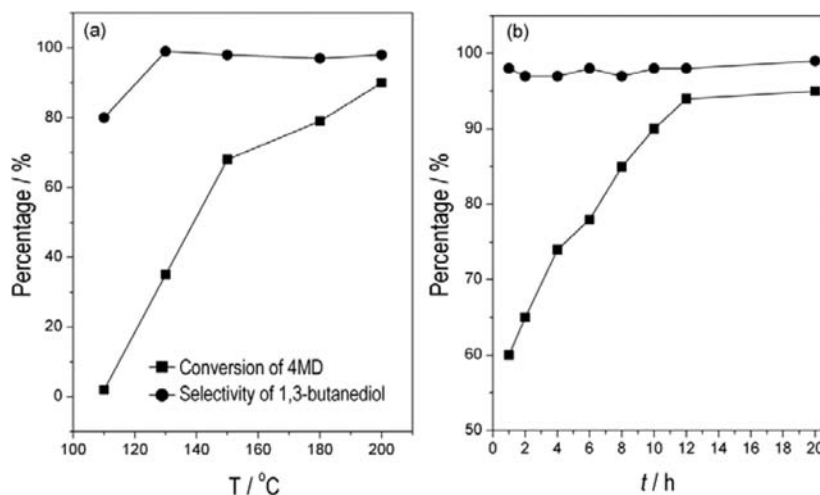 (a)
100
80
60
40
20
0
Percentage / %
Conversion of 4MD
Selectivity of 1,3-butanediol
100 120 140 160 180 200
T / °C
(b)
100
90
80
70
60
50
Percentage / %
0 2 4 6 8 10 12 14 16 18 20
t / h